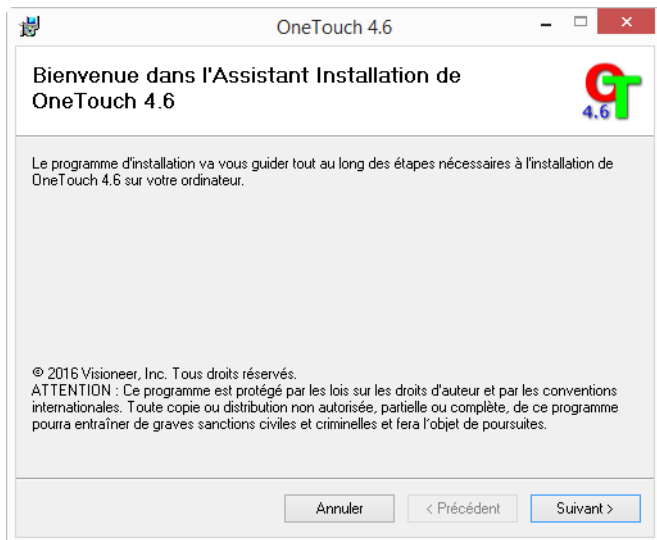 OneTouch 4.6
Bienvenue dans l'Assistant Installation de
OneTouch 4.6
OT
4.6
Le programme d'installation va vous guider tout au long des étapes nécessaires à l'installation de
OneTouch 4.6 sur votre ordinateur.
© 2016 Visioneer, Inc. Tous droits réservés.
ATTENTION : Ce programme est protégé par les lois sur les droits d'auteur et par les conventions
internationales. Toute copie ou distribution non autorisée, partielle ou complète, de ce programme
pourra entraîner de graves sanctions civiles et criminelles et fera l'objet de poursuites.
Annuler
< Précédent
Suivant >